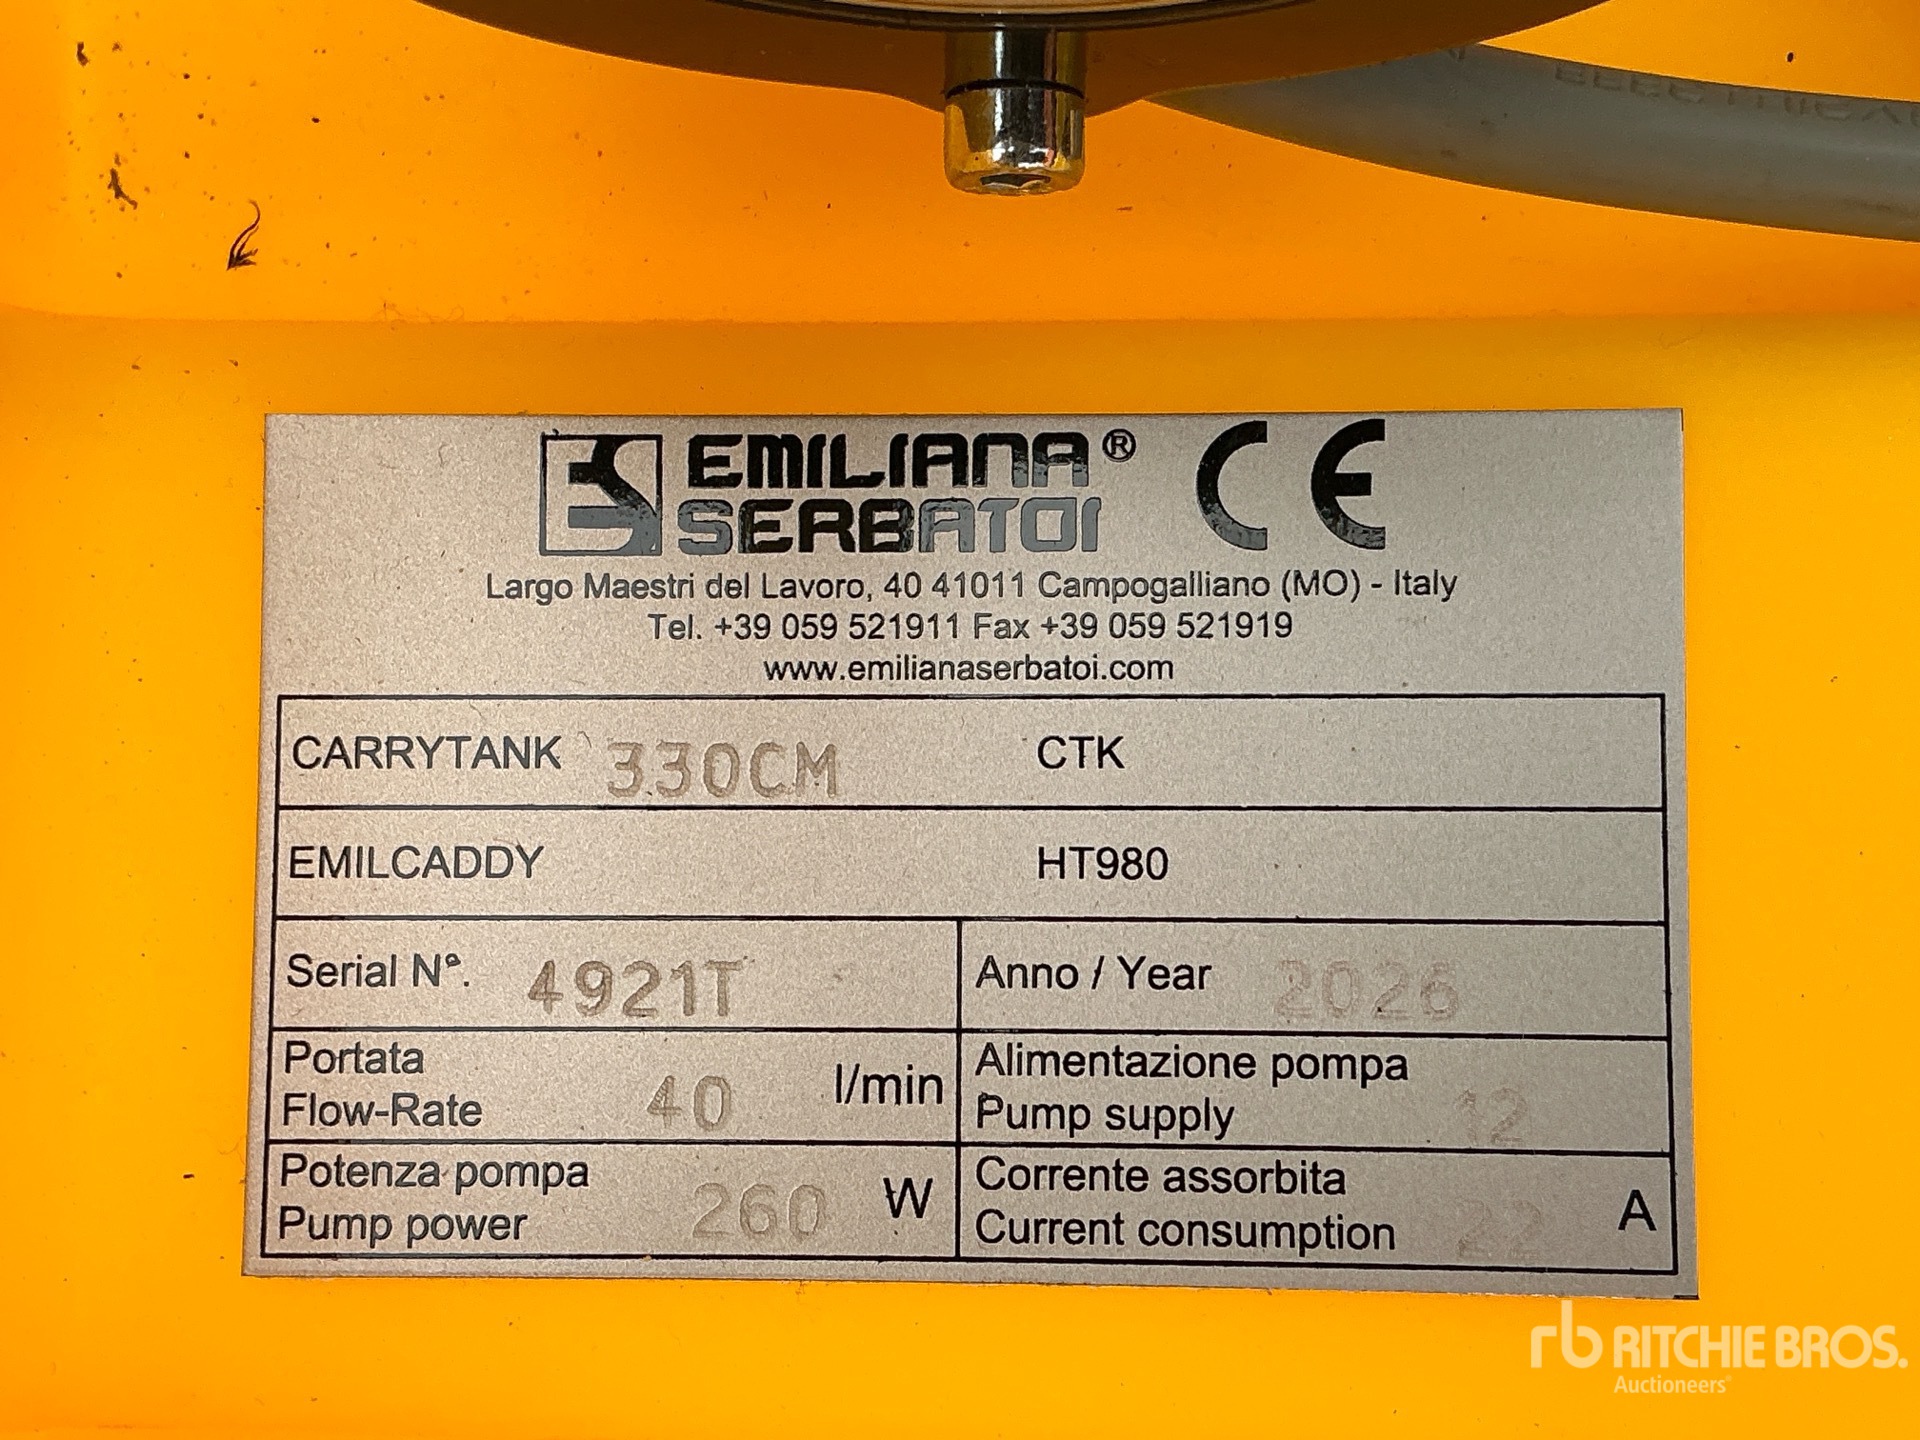 EMILIANA®
SERBATOI
CE
Largo Maestri del Lavoro, 40 41011 Campogalliano (MO) - Italy
Tel. +39 059 521911 Fax +39 059 521919
www.emilianaserbatoi.com
CARRYTANK 330CM CTK
EMILCADDY HT980
Serial N°. 4921T Anno / Year 2026
Portata
Flow-Rate 40 l/min
Alimentazione pompa
Pump supply 12
Potenza pompa
Pump power 260 W
Corrente assorbita
Current consumption 22 A
rb RITCHIE BROS.
Auctioneers